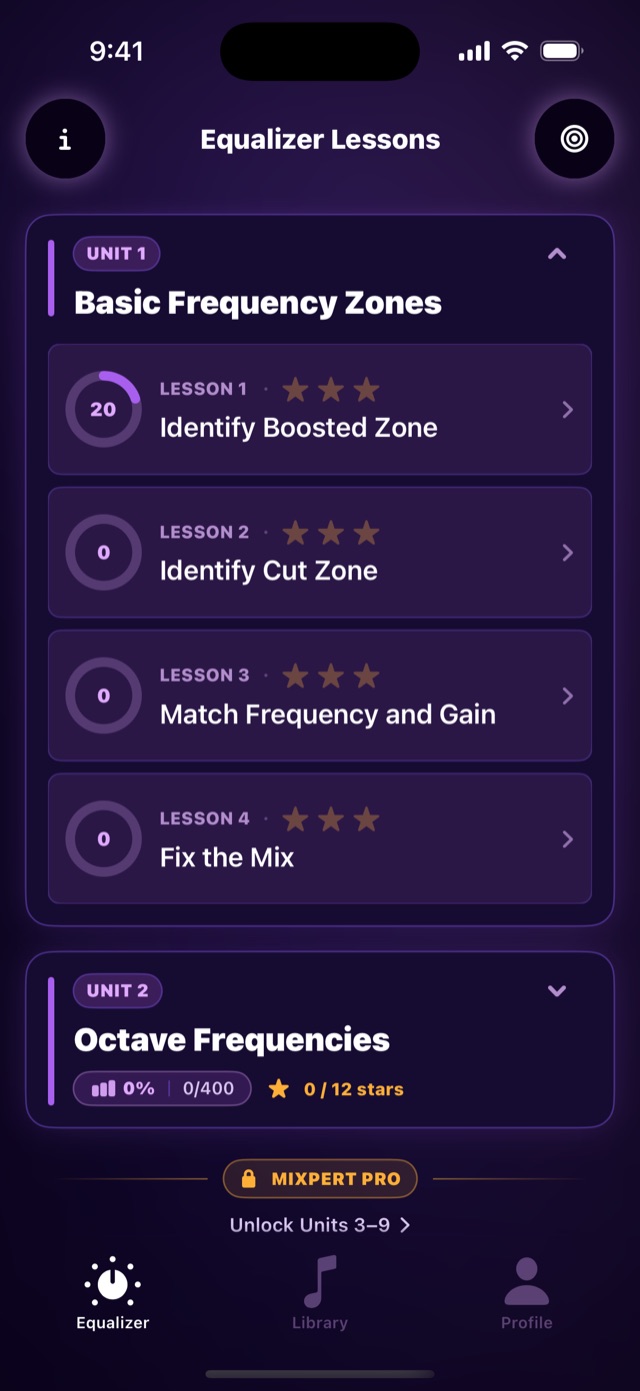 9:41
i
Equalizer Lessons
UNIT 1
Basic Frequency Zones
20
LESSON 1 ·
Identify Boosted Zone
0
LESSON 2 ·
Identify Cut Zone
0
LESSON 3 ·
Match Frequency and Gain
0
LESSON 4 ·
Fix the Mix
UNIT 2
Octave Frequencies
0% | 0/400 0 / 12 stars
MIXPERT PRO
Unlock Units 3–9 >
Equalizer Library Profile